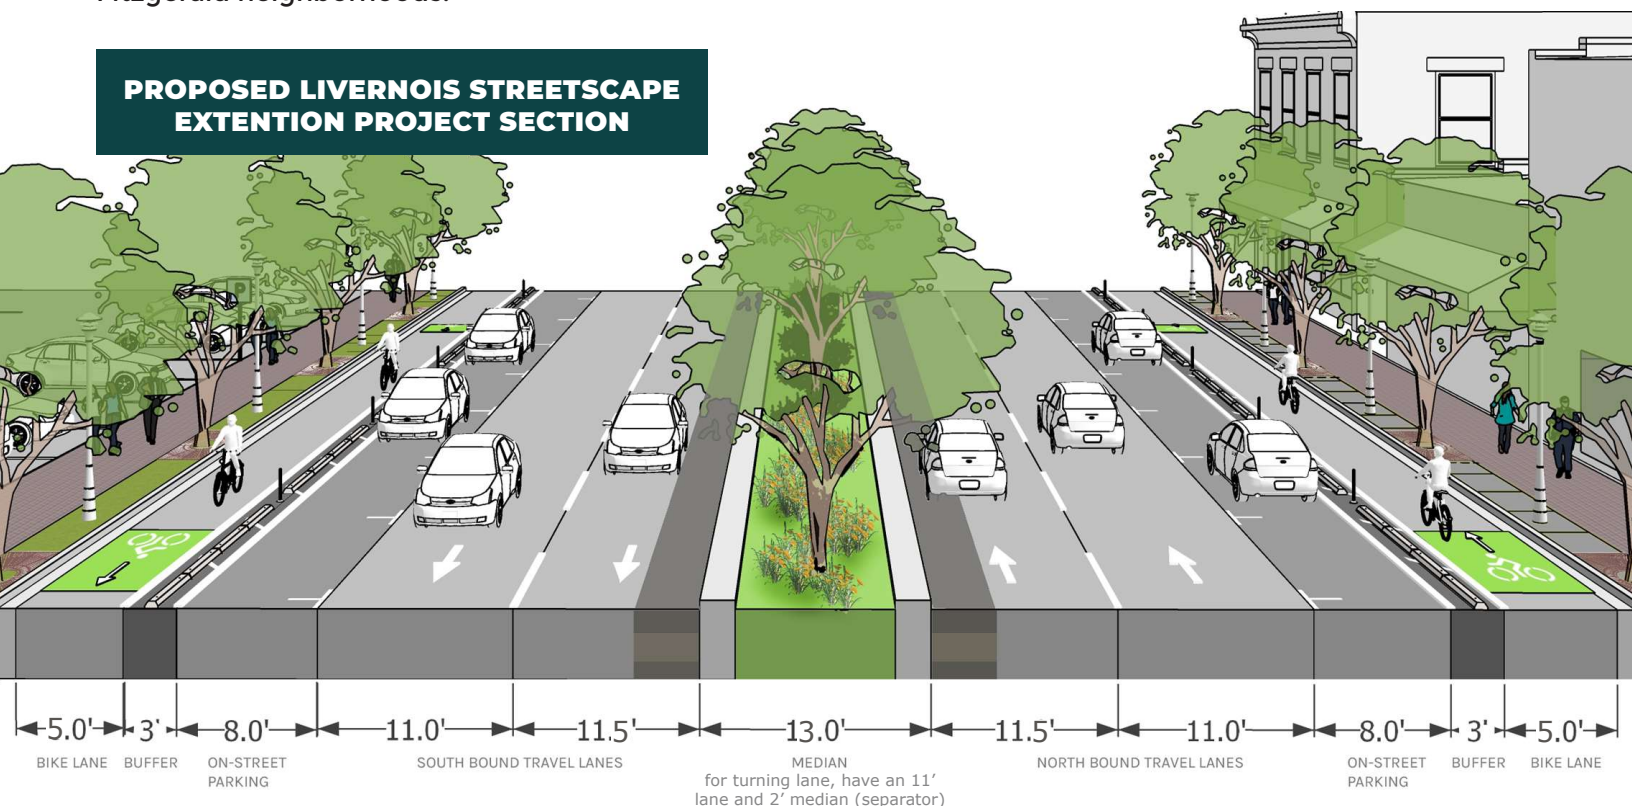 Fitzgerald neighborhoods.
PROPOSED LIVERNOIS STREETSCAPE
EXTENTION PROJECT SECTION
P
5.0' 3' 8.0' 11.0' 11.5' 13.0' 11.5' 11.0' 8.0' 3' 5.0'
BIKE LANE BUFFER ON-STREET SOUTH BOUND TRAVEL LANES MEDIAN NORTH BOUND TRAVEL LANES ON-STREET BUFFER BIKE LANE
PARKING for turning lane, have an 11' PARKING
lane and 2' median (separator)